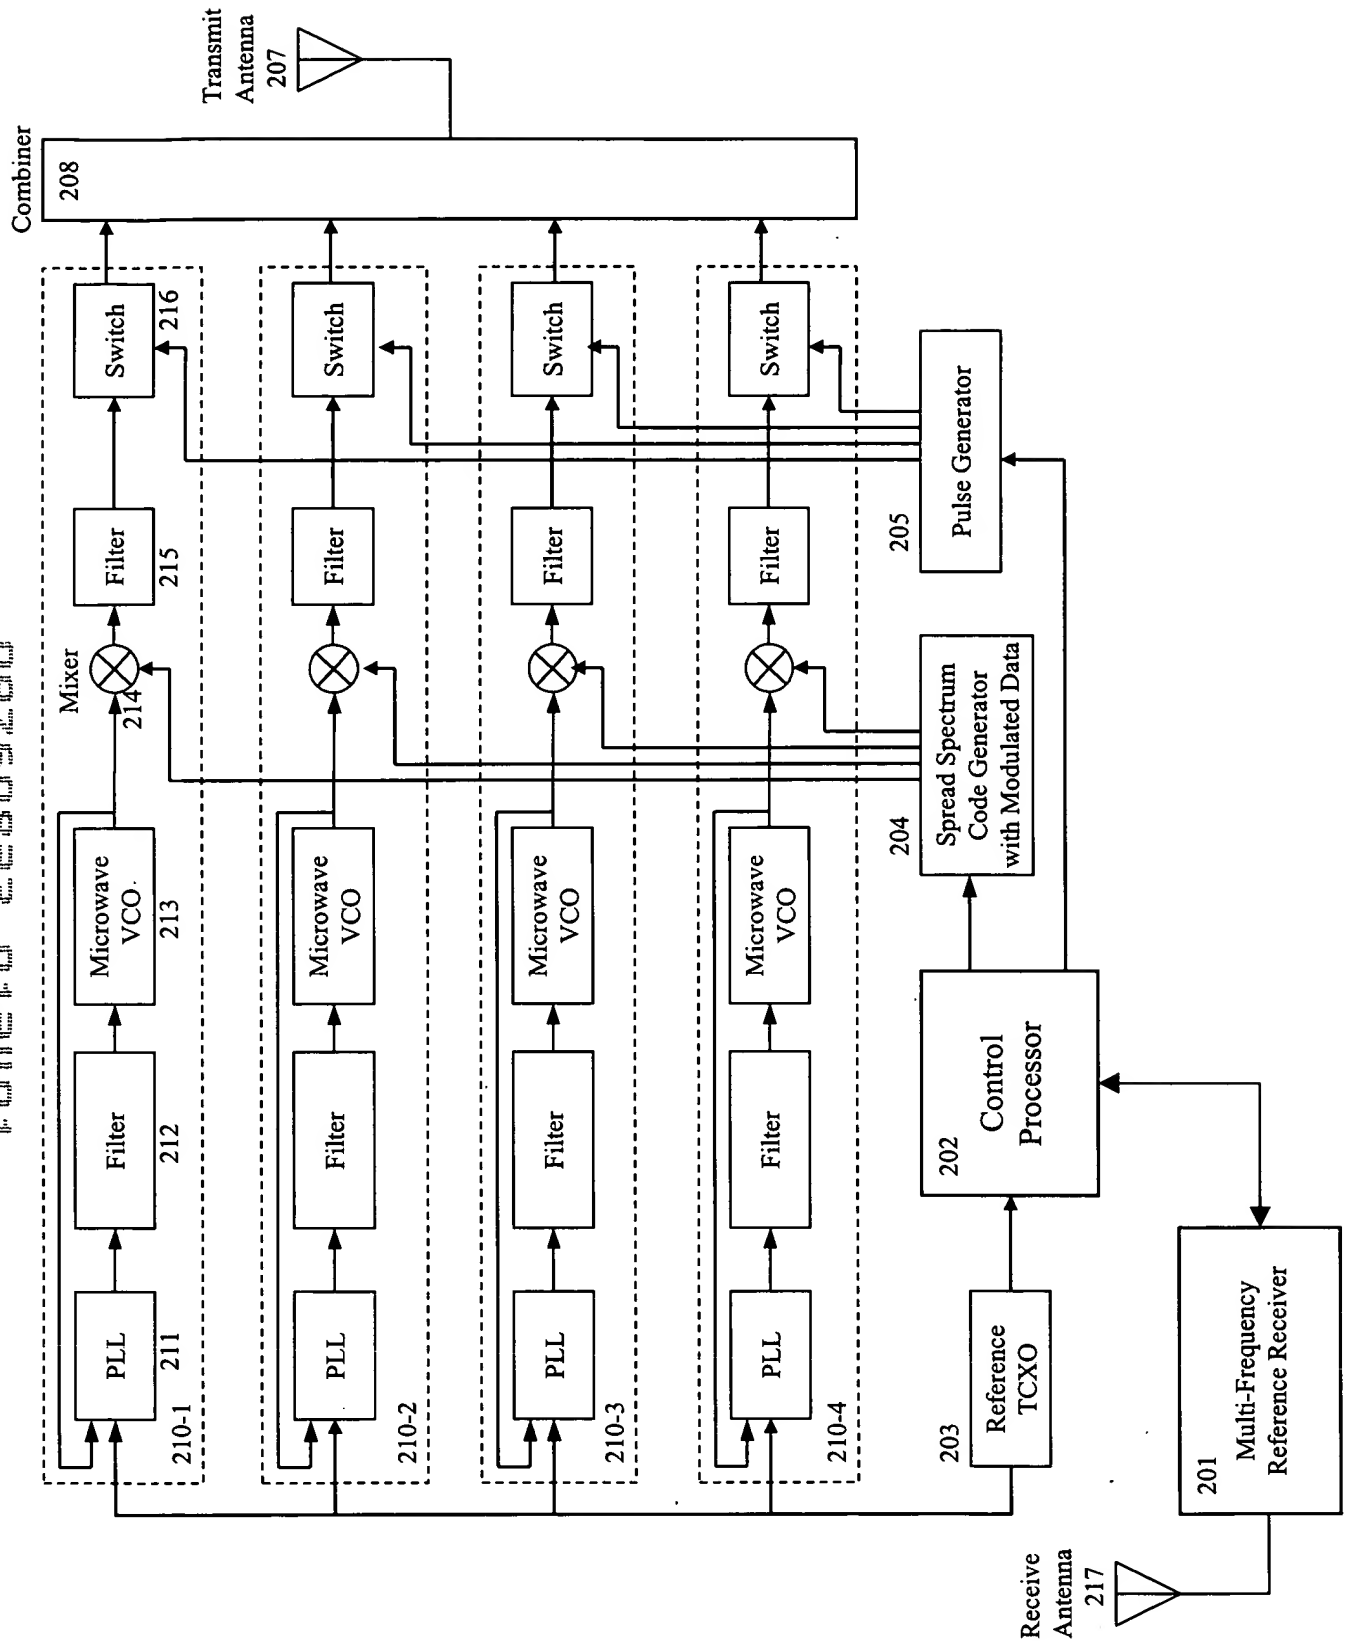 Combiner
208
Transmit
Antenna
207
210-1
PLL
211
Filter
212
Microwave
VCO
213
Mixer
214
Filter
215
Switch
216
210-2
PLL
Filter
Microwave
VCO
Filter
Switch
210-3
PLL
Filter
Microwave
VCO
Filter
Switch
210-4
PLL
Filter
Microwave
VCO
Filter
Switch
203
Reference
TCXO
202
Control
Processor
204
Spread Spectrum
Code Generator
with Modulated Data
205
Pulse Generator
Receive
Antenna
217
201
Multi-Frequency
Reference Receiver